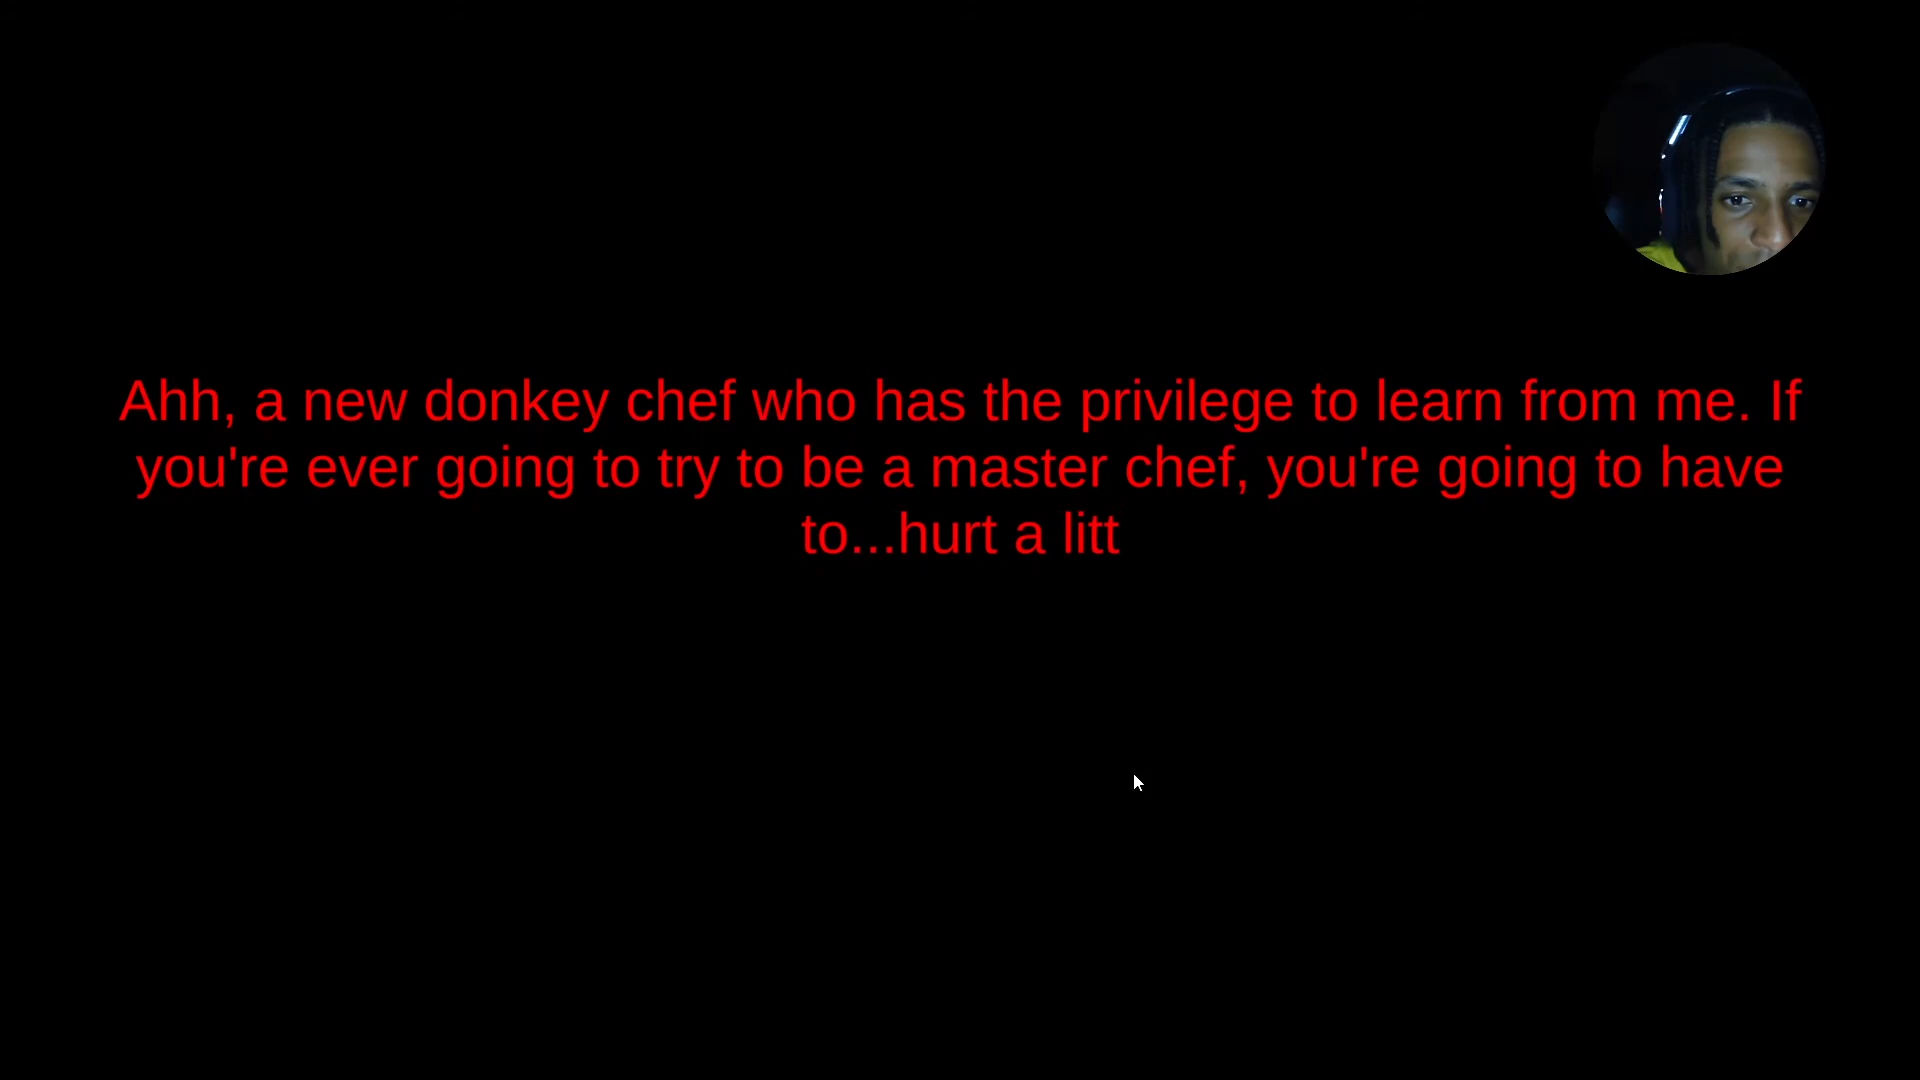 Ahh, a new donkey chef who has the privilege to learn from me. If
you're ever going to try to be a master chef, you're going to have
to...hurt a litt